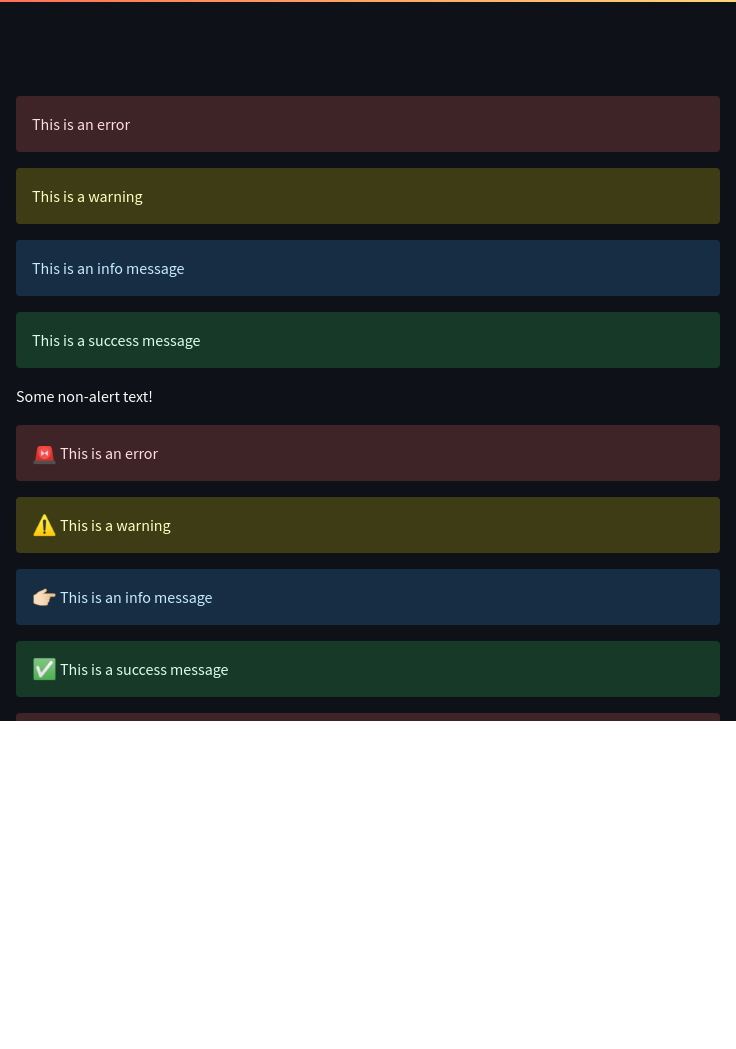 This is an error
This is a warning
This is an info message
This is a success message
Some non-alert text!
🚨 This is an error
⚠️ This is a warning
👉🏻 This is an info message
✅ This is a success message